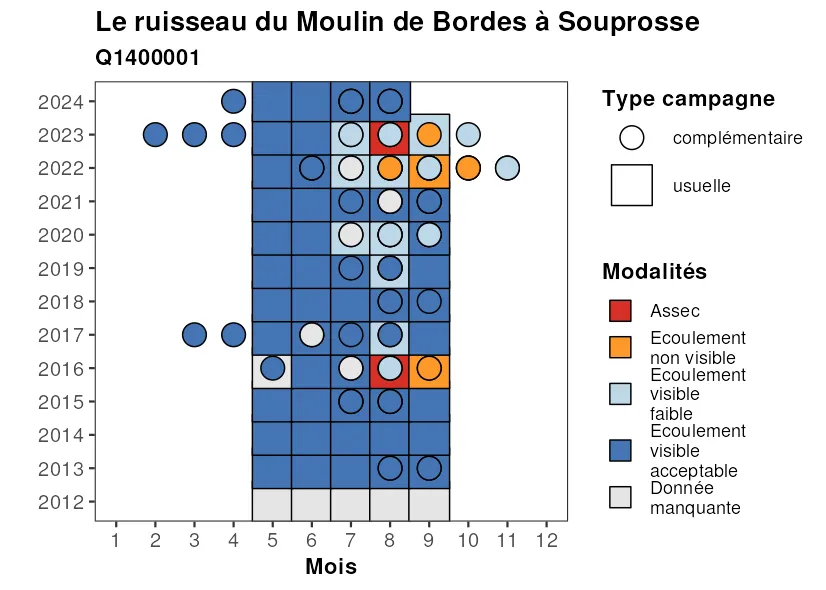 Le ruisseau du Moulin de Bordes à Souprosse
Q1400001
2024
2023
2022
2021
2020
2019
2018
2017
2016
2015
2014
2013
2012
1 2 3 4 5 6 7 8 9 10 11 12
Mois
Type campagne
complémentaire
usuelle
Modalités
Assec
Ecoulement
non visible
Ecoulement
visible
faible
Ecoulement
visible
acceptable
Donnée
manquante